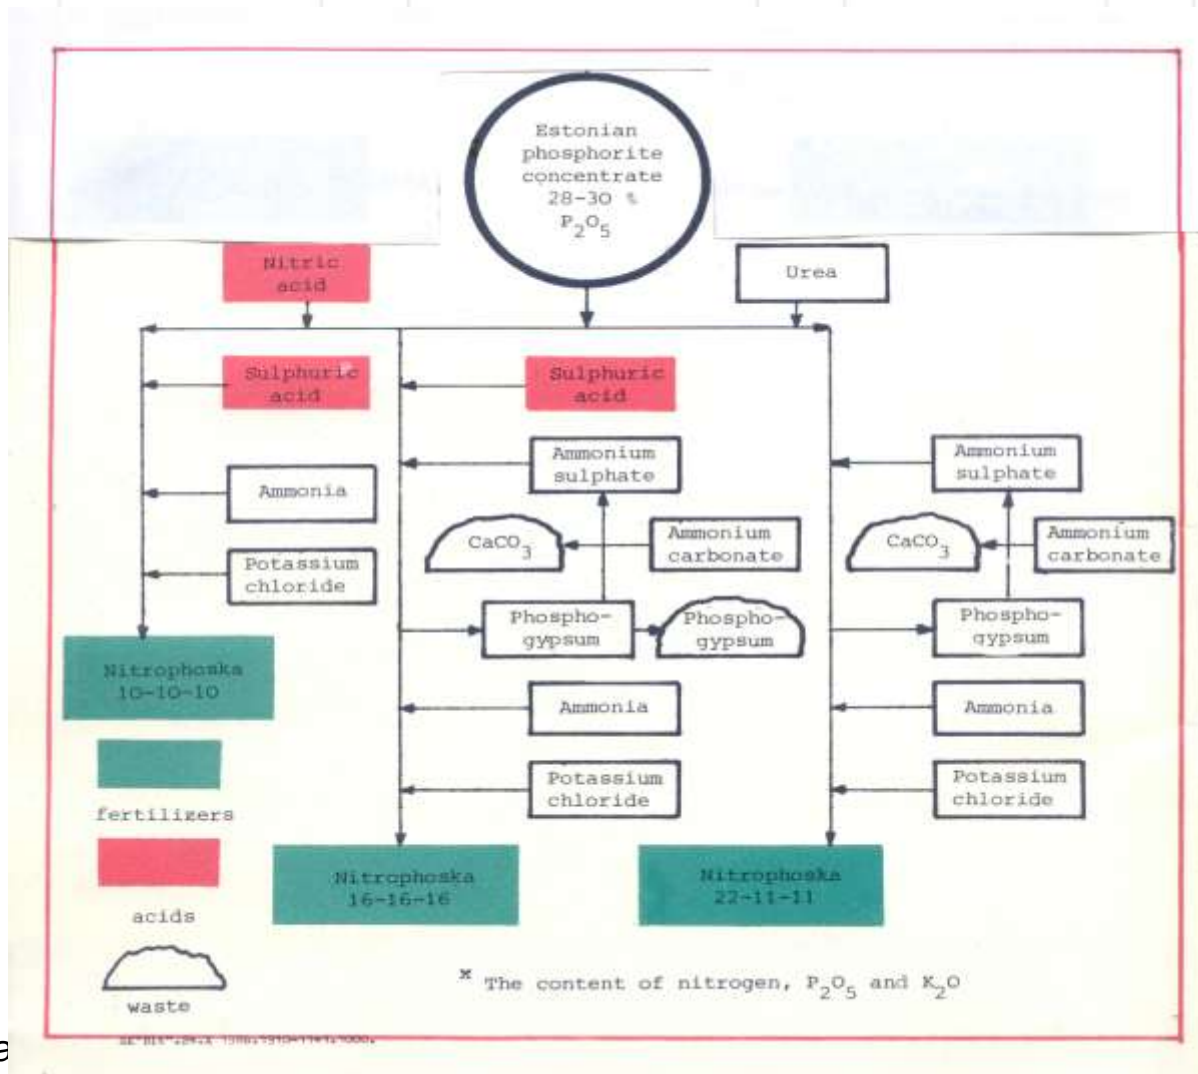 Estonian
phosphorite
concentrate
28-30 %
P2O5
Nitric
acid
Urea
Sulphuric
acid
Sulphuric
acid
Ammonium
sulphate
Ammonium
sulphate
Ammonia
CaCO3
Ammonium
carbonate
CaCO3
Ammonium
carbonate
Potassium
chloride
Phospho-
gypsum
Phospho-
gypsum
Phospho-
gypsum
Nitrophoska
10-10-10
Ammonia
Ammonia
Potassium
chloride
Potassium
chloride
fertilizers
Nitrophoska
16-16-16
Nitrophoska
22-11-11
acids
waste
x The content of nitrogen, P2O5 and K2O